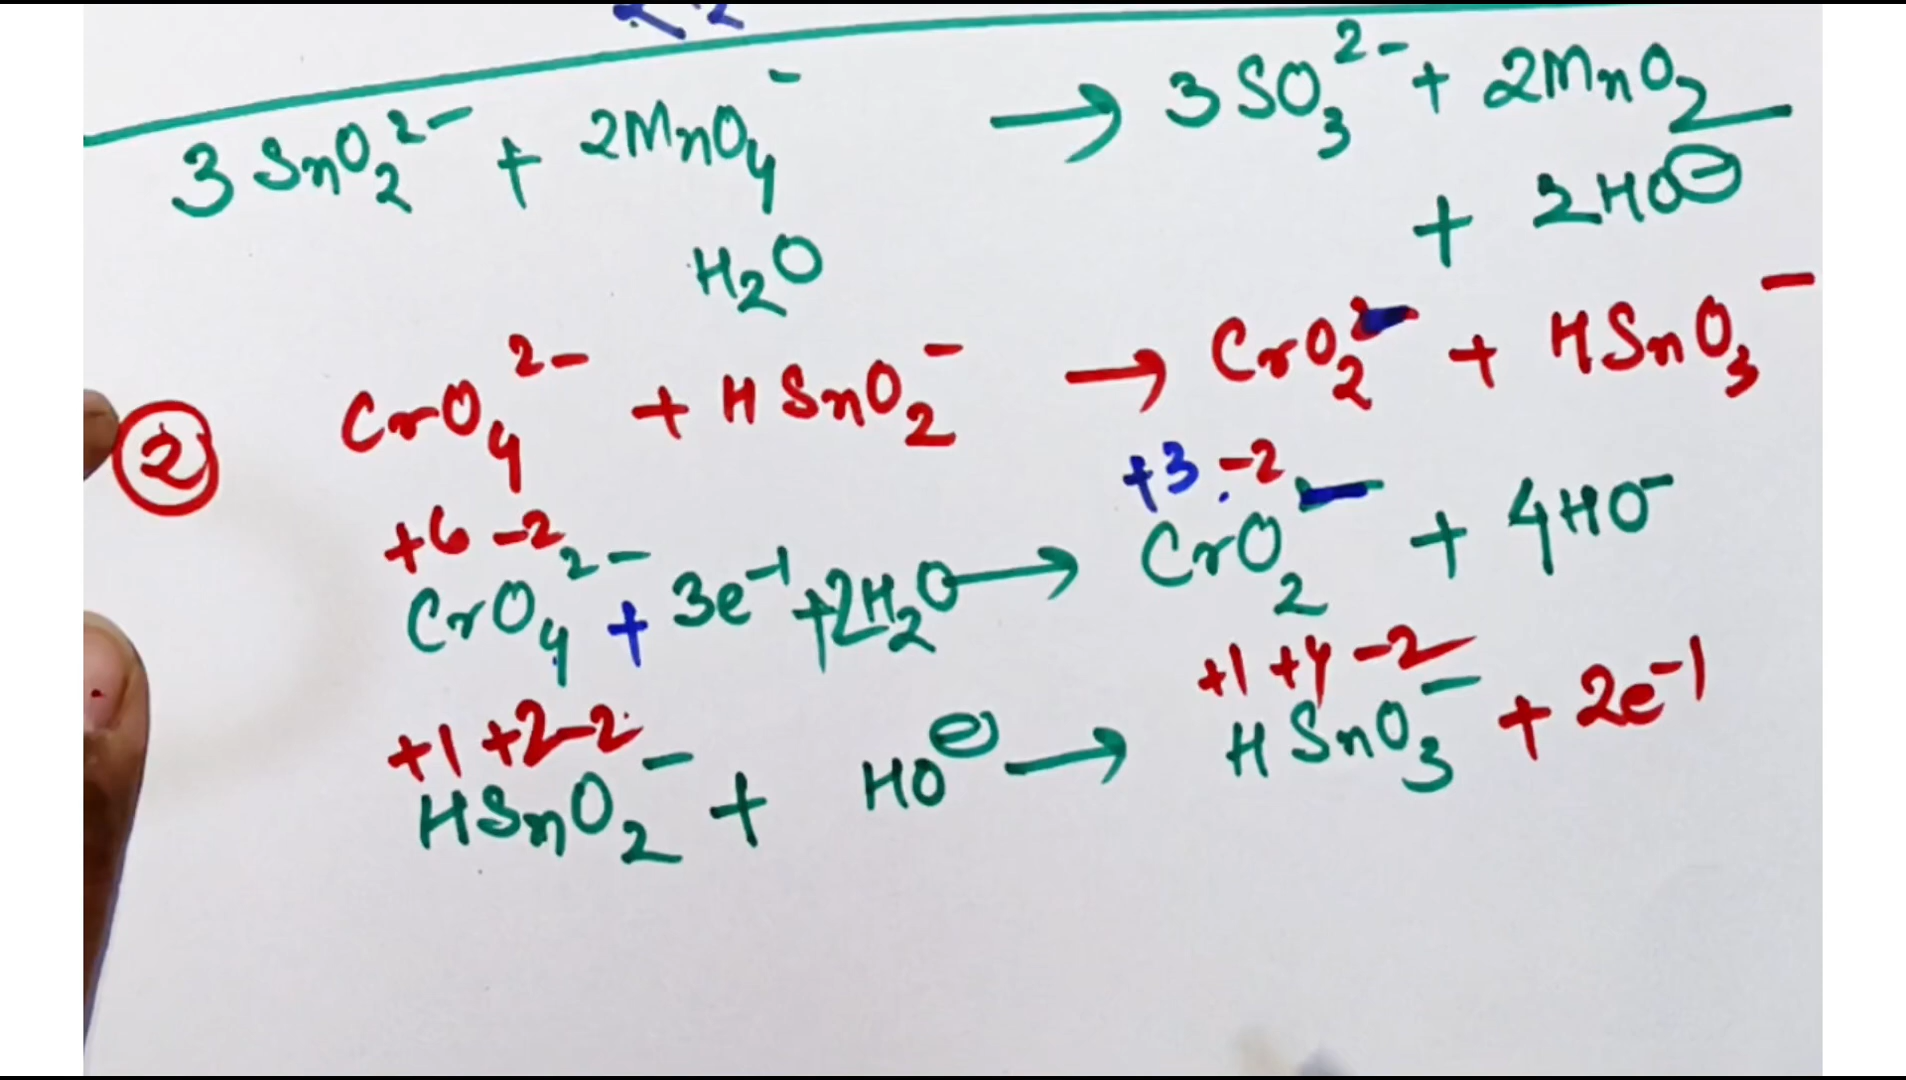 3SnO₂²⁻ + 2MnO₄⁻ → 3SO₃²⁻ + 2MnO₂
H₂O + 2HO⊖
② CrO₄²⁻ + HSnO₂⁻ → CrO₂⁻ + HSnO₃⁻
+6 -2 +3 -2
CrO₄²⁻ + 3e⁻¹ + 2H₂O → CrO₂⁻ + 4HO⁻
+1 +2 -2 +1 +4 -2
HSnO₂⁻ + HO⊖ → HSnO₃⁻ + 2e⁻¹